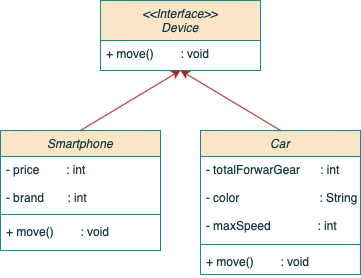 <<Interface>>
Device
+ move() : void
Smartphone
- price : int
- brand : int
+ move() : void
Car
- totalForwarGear : int
- color : String
- maxSpeed : int
+ move() : void